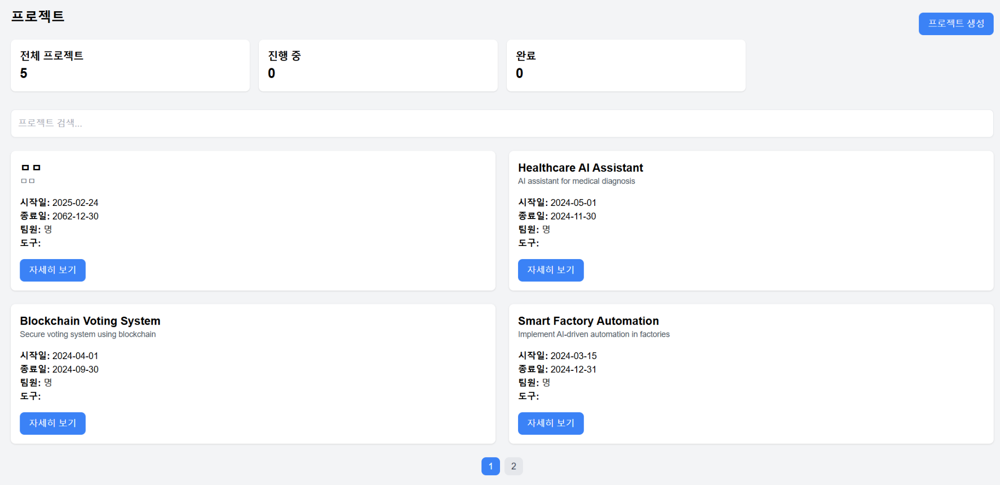 프로젝트
프로젝트 생성
전체 프로젝트
5
진행 중
0
완료
0
프로젝트 검색...
ㅁㅁ
ㅁㅁ
시작일: 2025-02-24
종료일: 2062-12-30
팀원: 명
도구:
자세히 보기
Healthcare AI Assistant
AI assistant for medical diagnosis
시작일: 2024-05-01
종료일: 2024-11-30
팀원: 명
도구:
자세히 보기
Blockchain Voting System
Secure voting system using blockchain
시작일: 2024-04-01
종료일: 2024-09-30
팀원: 명
도구:
자세히 보기
Smart Factory Automation
Implement AI-driven automation in factories
시작일: 2024-03-15
종료일: 2024-12-31
팀원: 명
도구:
자세히 보기
1 2